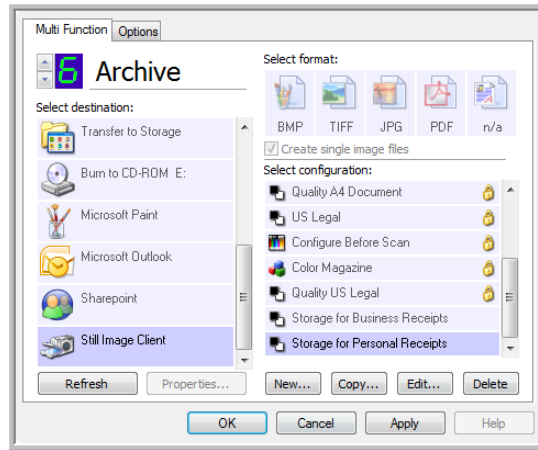 Multi Function
Options
6
Archive
Select destination:
Transfer to Storage
Burn to CD-ROM E:
Microsoft Paint
Microsoft Outlook
Sharepoint
Still Image Client
Refresh
Properties...
Select format:
BMP
TIFF
JPG
PDF
n/a
Create single image files
Select configuration:
Quality A4 Document
US Legal
Configure Before Scan
Color Magazine
Quality US Legal
Storage for Business Receipts
Storage for Personal Receipts
New...
Copy...
Edit...
Delete
OK
Cancel
Apply
Help